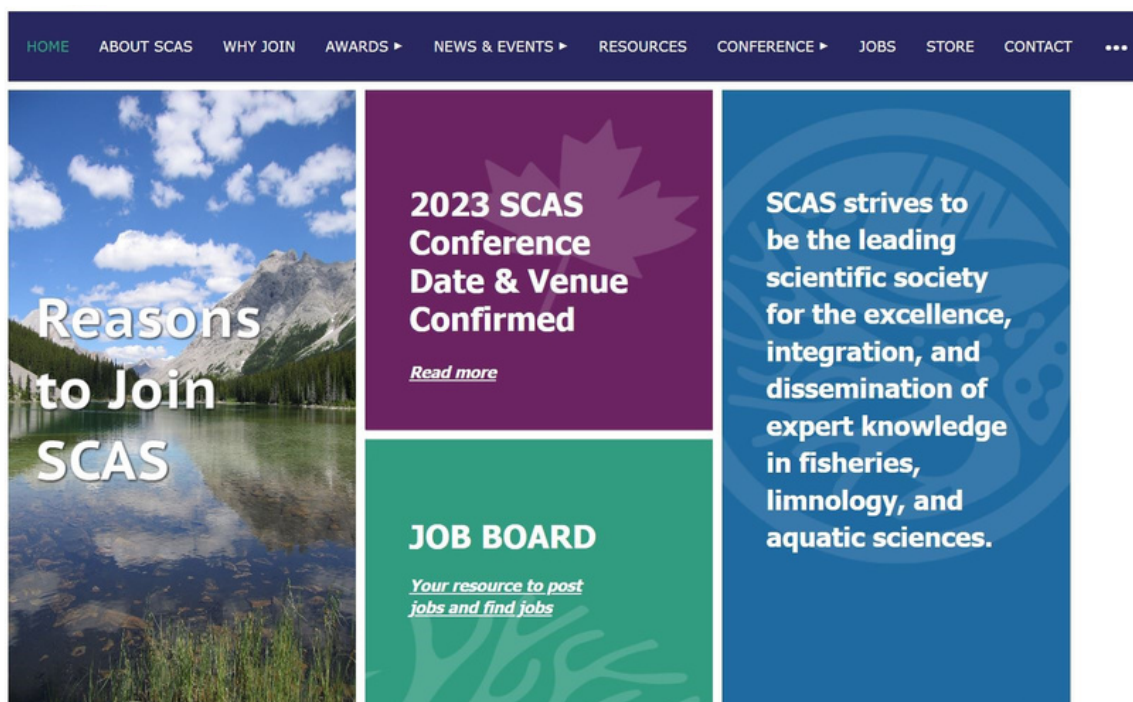 HOME ABOUT SCAS WHY JOIN AWARDS ▸ NEWS & EVENTS ▸ RESOURCES CONFERENCE ▸ JOBS STORE CONTACT •••
Reasons
to Join
SCAS
2023 SCAS
Conference
Date & Venue
Confirmed
Read more
JOB BOARD
Your resource to post
jobs and find jobs
SCAS strives to
be the leading
scientific society
for the excellence,
integration, and
dissemination of
expert knowledge
in fisheries,
limnology, and
aquatic sciences.